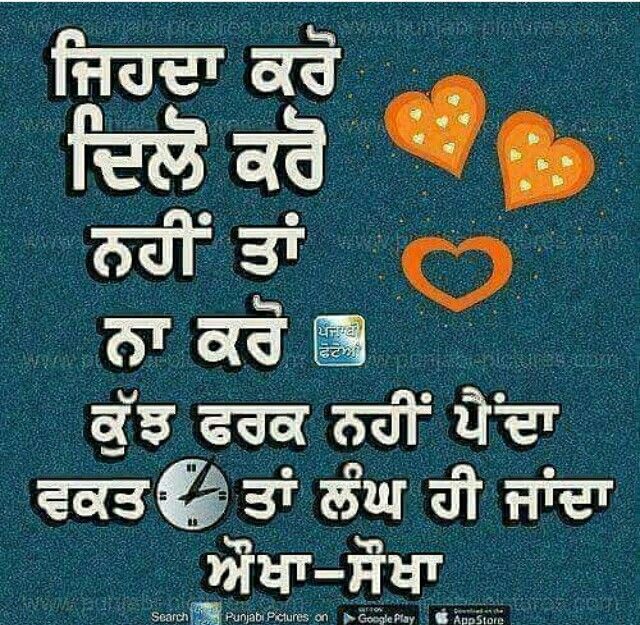 ਜਿਹਦਾ ਕਰੋ
ਦਿਲੋ ਕਰੋ
ਨਹੀਂ ਤਾਂ
ਨਾ ਕਰੋ
ਪੰਜਾਬੀ
ਫੋਟੋਆਂ
ਕੁੱਝ ਫਰਕ ਨਹੀਂ ਪੈਂਦਾ
ਵਕਤ ਤਾਂ ਲੰਘ ਹੀ ਜਾਂਦਾ
ਔਖਾ-ਸੌਖਾ
Search Punjabi Pictures on Google Play App Store